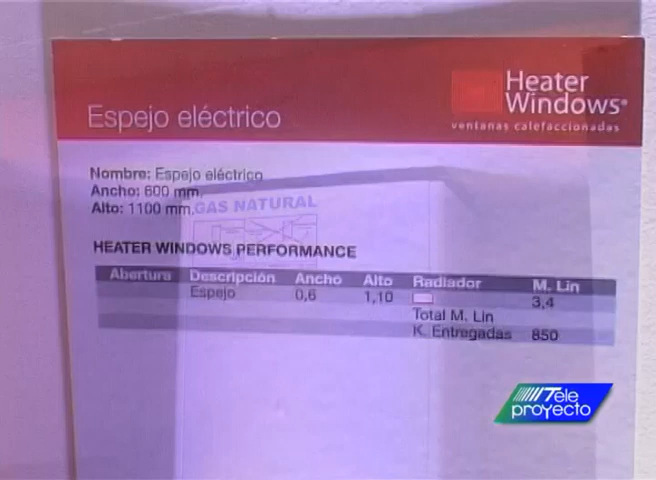 Heater
Windows®
ventanas calefaccionadas
Espejo eléctrico
Nombre: Espejo eléctrico
Ancho: 600 mm.
Alto: 1100 mm.
GAS NATURAL
HEATER WINDOWS PERFORMANCE
Abertura Descripción Ancho Alto Radiador M. Lin
Espejo 0,6 1,10 3,4
Total M. Lin
K. Entregadas 850
Tele
proyecto